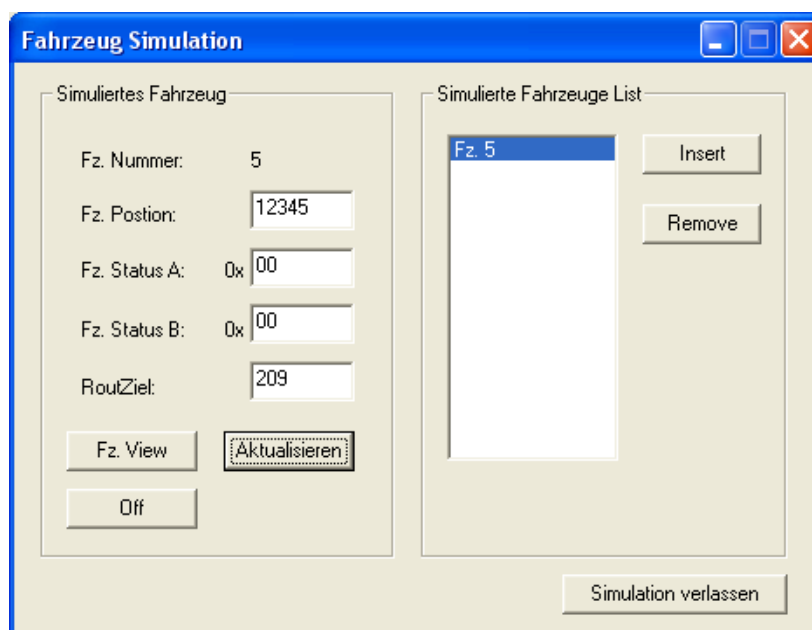 Fahrzeug Simulation
Simuliertes Fahrzeug
Fz. Nummer: 5
Fz. Postion: 12345
Fz. Status A: 0x 00
Fz. Status B: 0x 00
RoutZiel: 209
Fz. View Aktualisieren
Off
Simulierte Fahrzeuge List
Fz. 5
Insert
Remove
Simulation verlassen